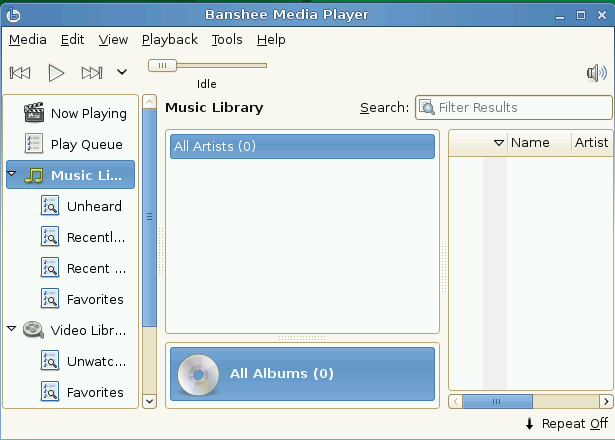 Banshee Media Player
Media Edit View Playback Tools Help
Idle
Now Playing
Play Queue
Music Li...
Unheard
Recentl...
Recent ...
Favorites
Video Libr...
Unwatc...
Favorites
Music Library
Search: Filter Results
All Artists (0)
All Albums (0)
Name Artist
Repeat Off